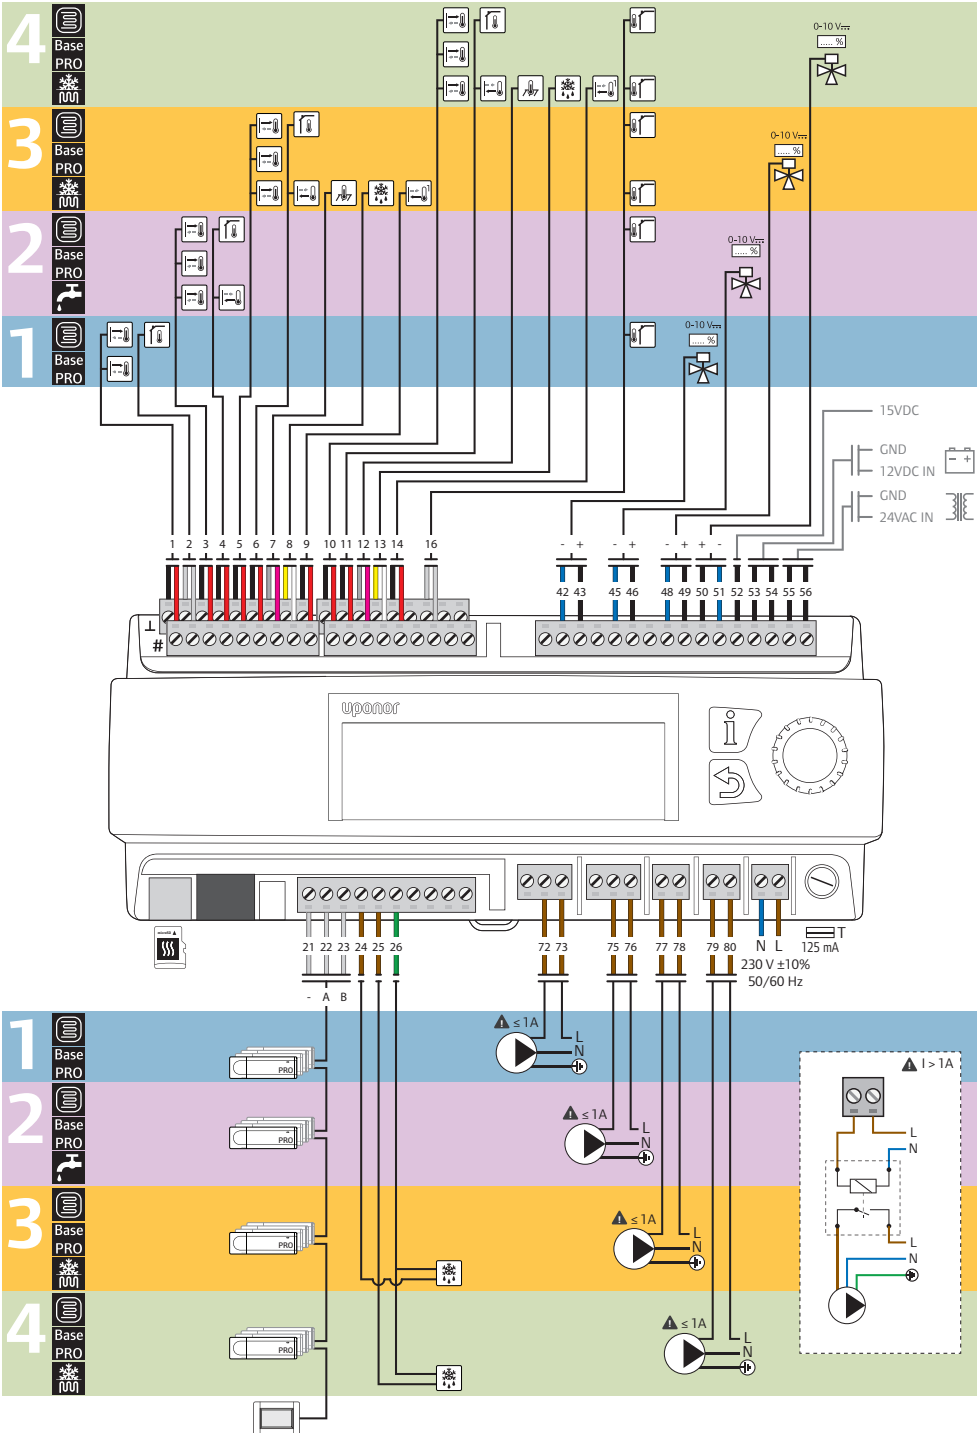 4
Base
PRO
0-10 V
..... %
3
Base
PRO
1
0-10 V
..... %
2
Base
PRO
0-10 V
..... %
1
Base
PRO
0-10 V
..... %
15VDC
GND
12VDC IN
- +
GND
24VAC IN
1 2 3 4 5 6 7 8 9 10 11 12 13 14 16
- + - + - + + -
42 43 45 46 48 49 50 51 52 53 54 55 56
⊥
#
uponor
i
microSD
21 22 23 24 25 26 72 73 75 76 77 78 79 80 N L T
125 mA
230 V ±10%
50/60 Hz
- A B
1
Base
PRO
PRO
≤ 1A
L
N
I > 1A
2
Base
PRO
PRO
≤ 1A
L
N
L
N
3
Base
PRO
PRO
≤ 1A
L
N
L
N
4
Base
PRO
PRO
≤ 1A
L
N